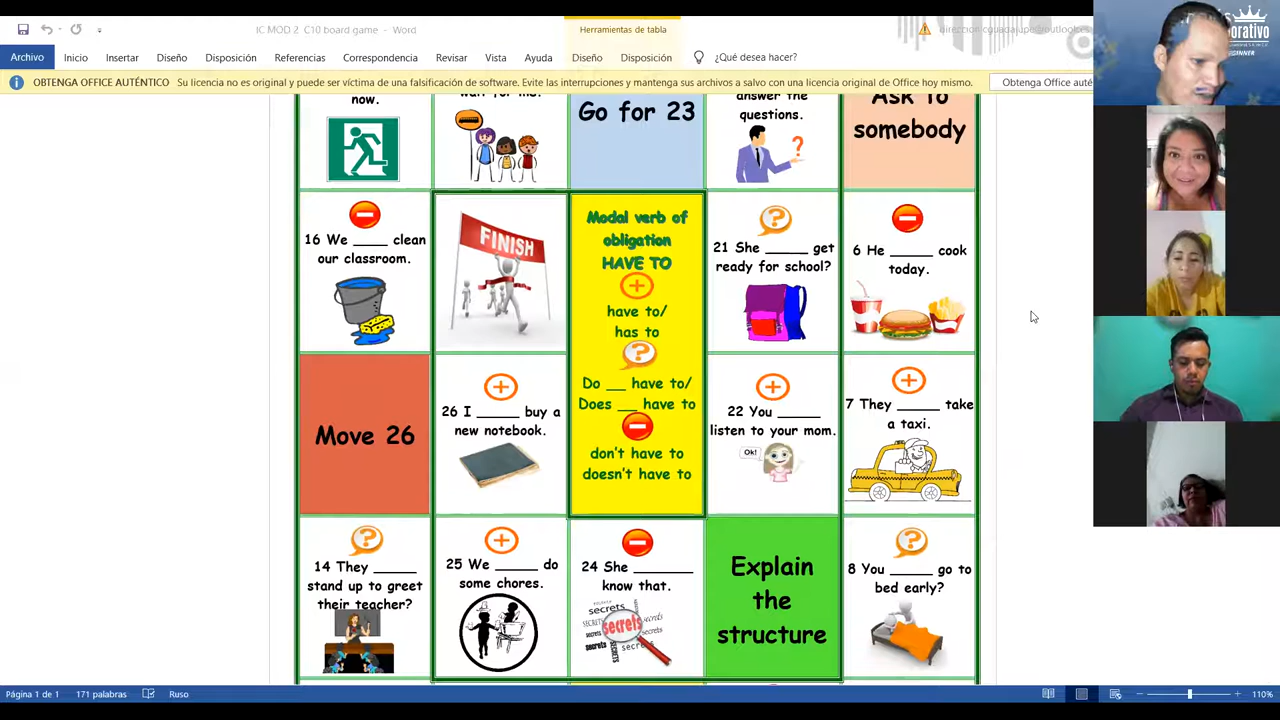 IC MOD 2 C10 board game - Word
Herramientas de tabla
Archivo
Inicio
Insertar
Diseño
Disposición
Referencias
Correspondencia
Revisar
Vista
Ayuda
Diseño
Disposición
¿Qué desea hacer?
OBTENGA OFFICE AUTÉNTICO Su licencia no es original y puede ser víctima de una falsificación de software. Evite las interrupciones y mantenga sus archivos a salvo con una licencia original de Office hoy mismo.
Obtenga Office auté
BEGINNER
now.
Go for 23
answer the
questions.
Ask to
somebody
16 We ____ clean
our classroom.
FINISH
Modal verb of
obligation
HAVE TO
have to/
has to
Do __ have to/
Does __ have to
don't have to
doesn't have to
21 She _____ get
ready for school?
6 He _____ cook
today.
Move 26
26 I _____ buy a
new notebook.
22 You _____
listen to your mom.
Ok!
7 They _____ take
a taxi.
14 They _____
stand up to greet
their teacher?
25 We _____ do
some chores.
24 She _______
know that.
secrets
Explain
the
structure
8 You _____ go to
bed early?
Página 1 de 1
171 palabras
Ruso
110%